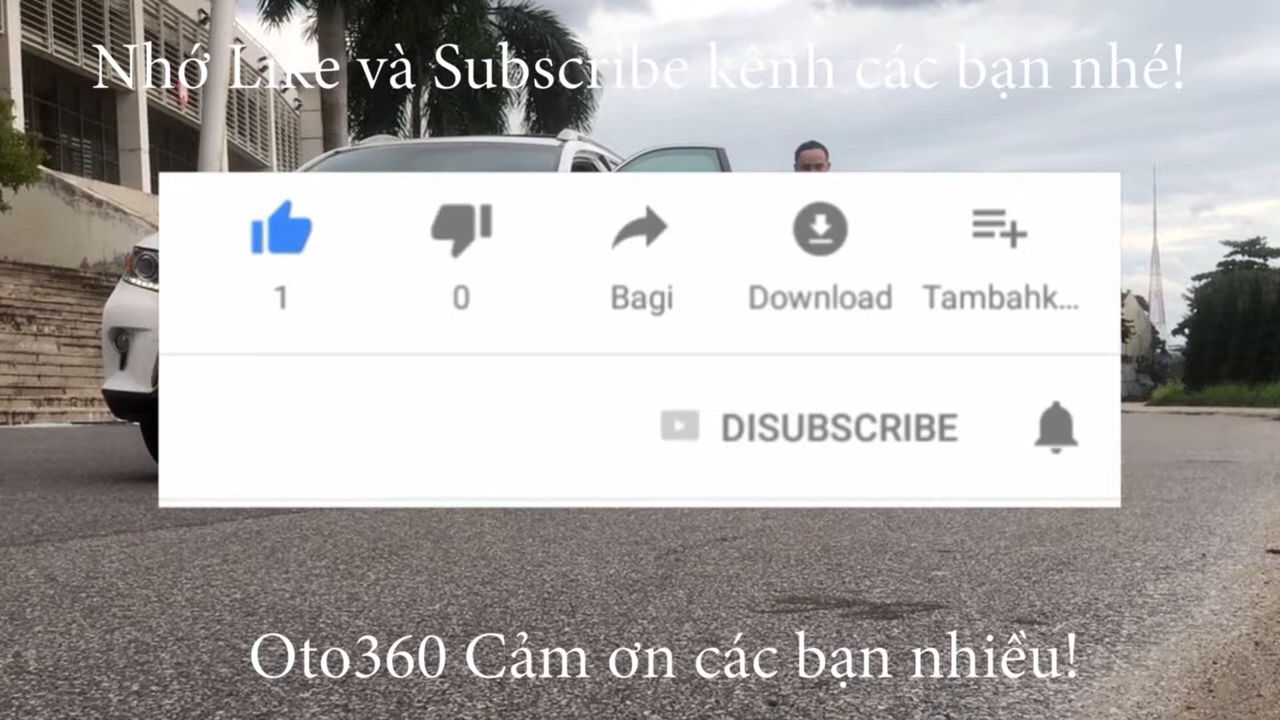 Nhớ Like và Subscribe kênh các bạn nhé!
1 0 Bagi Download Tambahk...
DISUBSCRIBE
Oto360 Cảm ơn các bạn nhiều!